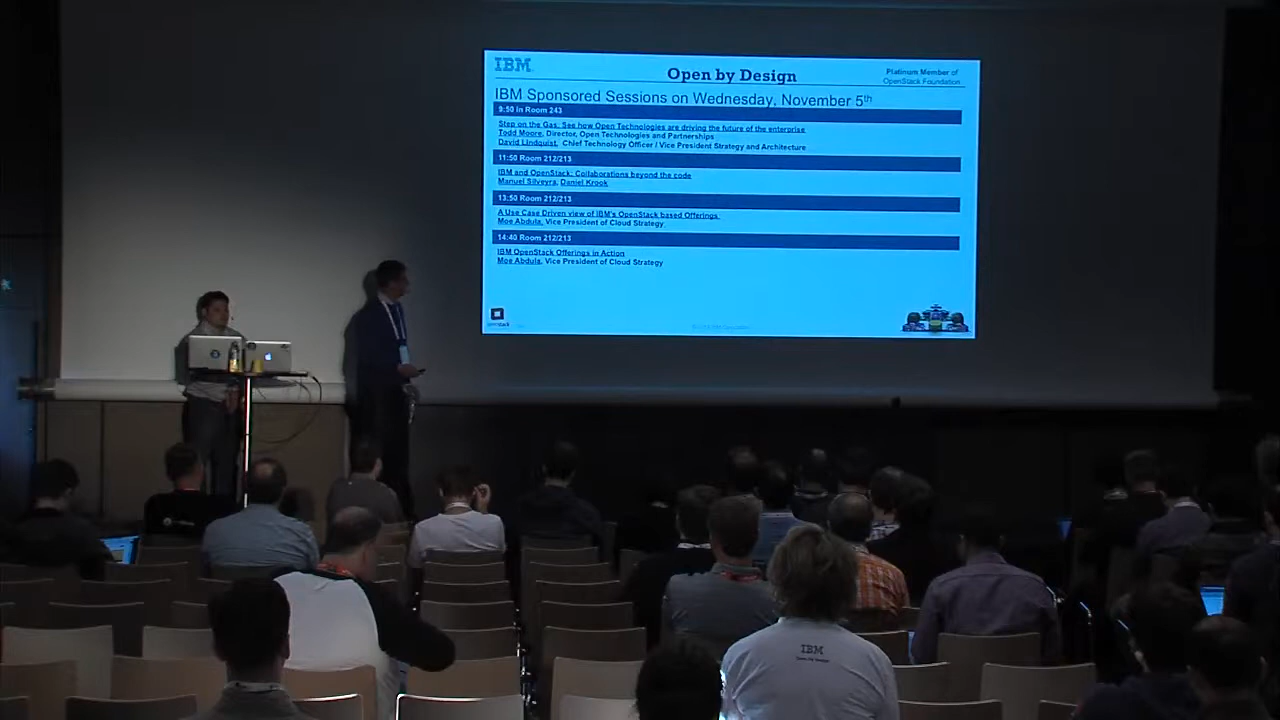 IBM
Open by Design
Platinum Member of
OpenStack Foundation
IBM Sponsored Sessions on Wednesday, November 5th
9:50 in Room 243
Step on the Gas: See how Open Technologies are driving the future of the enterprise
Todd Moore, Director, Open Technologies and Partnerships
David Lindquist, Chief Technology Officer / Vice President Strategy and Architecture
11:50 Room 212/213
IBM and OpenStack: Collaborations beyond the code
Manuel Silveyra, Daniel Krook
13:50 Room 212/213
A Use Case Driven view of IBM's OpenStack based Offerings
Moe Abdula, Vice President of Cloud Strategy
14:40 Room 212/213
IBM OpenStack Offerings in Action
Moe Abdula, Vice President of Cloud Strategy
openstack
IBM